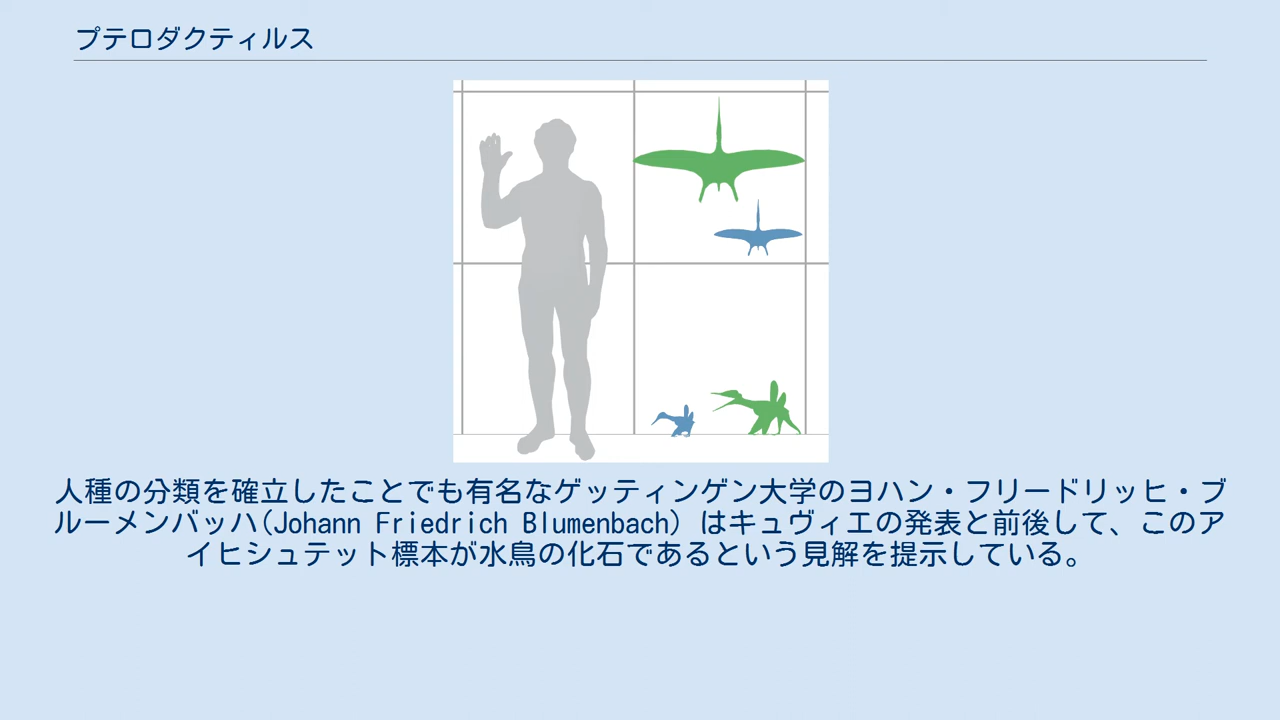 プテロダクティルス
人種の分類を確立したことでも有名なゲッティンゲン大学のヨハン・フリードリッヒ・ブ
ルーメンバッハ(Johann Friedrich Blumenbach) はキュヴィエの発表と前後して、このア
イヒシュテット標本が水鳥の化石であるという見解を提示している。